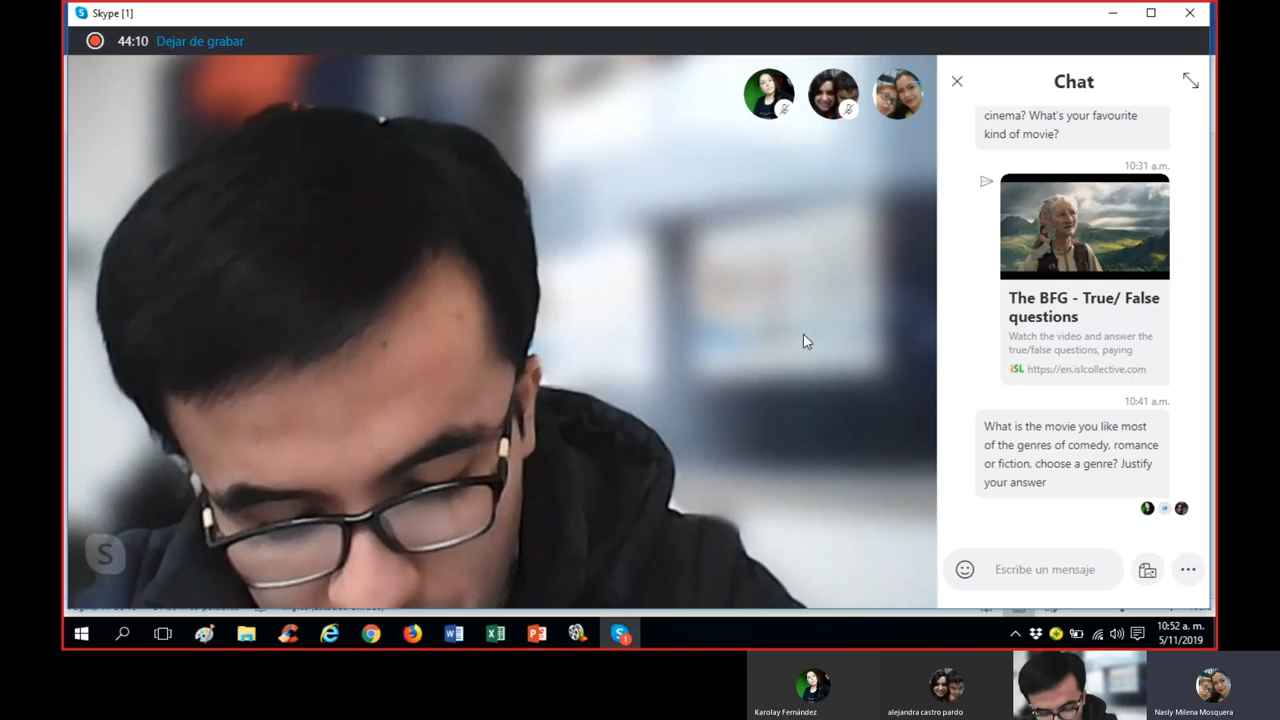 Skype [1]
44:10 Dejar de grabar
Chat
cinema? What's your favourite
kind of movie?
10:31 a.m.
The BFG - True/ False
questions
Watch the video and answer the
true/false questions, paying
iSL https://en.islcollective.com
10:41 a.m.
What is the movie you like most
of the genres of comedy, romance
or fiction, choose a genre? Justify
your answer
Escribe un mensaje
10:52 a. m.
5/11/2019
Karolay Fernández
alejandra castro pardo
Nasly Milena Mosquera